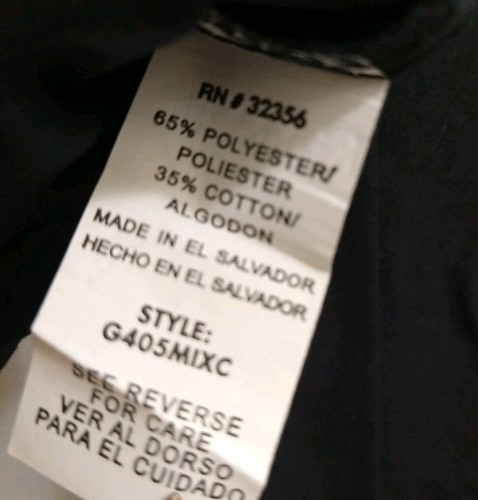 RN # 32356
65% POLYESTER/
POLIESTER
35% COTTON/
ALGODON
MADE IN EL SALVADOR
HECHO EN EL SALVADOR
STYLE:
G405MIXC
SEE REVERSE
FOR CARE
VER AL DORSO
PARA EL CUIDADO